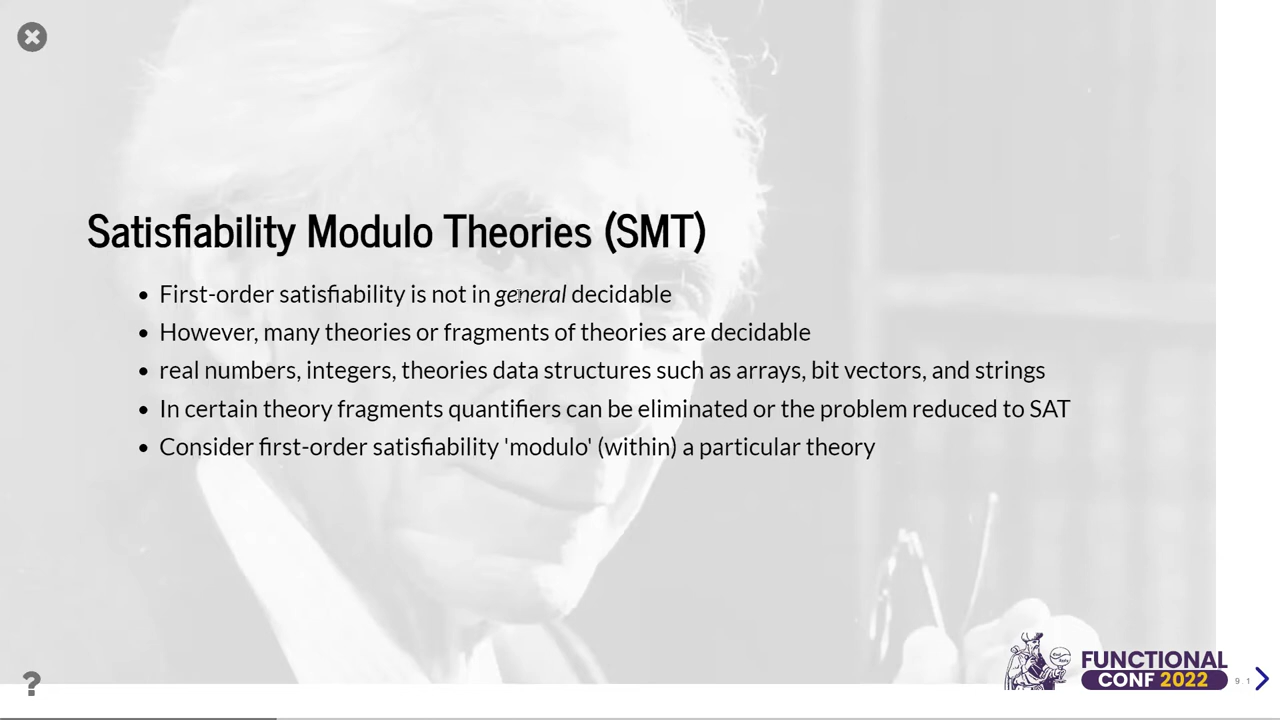 Satisfiability Modulo Theories (SMT)
First-order satisfiability is not in general decidable
However, many theories or fragments of theories are decidable
real numbers, integers, theories data structures such as arrays, bit vectors, and strings
In certain theory fragments quantifiers can be eliminated or the problem reduced to SAT
Consider first-order satisfiability 'modulo' (within) a particular theory
?
FUNCTIONAL
CONF 2022
9.1